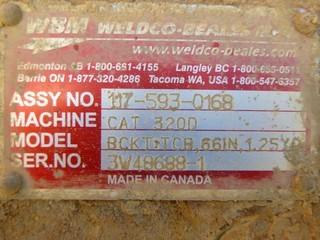 WBM WELDCO-BEALES
www.weldco-beales.com
Edmonton AB 1-800-661-4155 Langley BC 1-800-665-0511
Barrie ON 1-877-320-4286 Tacoma WA, USA 1-800-547-6357
ASSY NO. 117-593-0168
MACHINE CAT 320D
MODEL BCKT:TCB,66IN,1.25YD
SER.NO. 3W48688-1
MADE IN CANADA